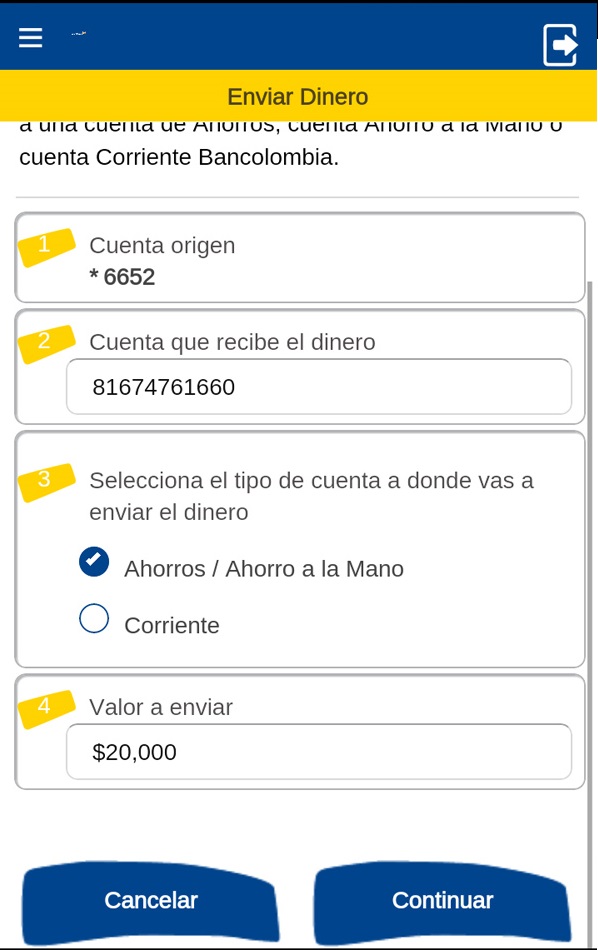 Enviar Dinero
a una cuenta de Ahorros, cuenta Ahorro a la Mano o
cuenta Corriente Bancolombia.
1
Cuenta origen
* 6652
2
Cuenta que recibe el dinero
81674761660
3
Selecciona el tipo de cuenta a donde vas a
enviar el dinero
Ahorros / Ahorro a la Mano
Corriente
4
Valor a enviar
$20,000
Cancelar
Continuar